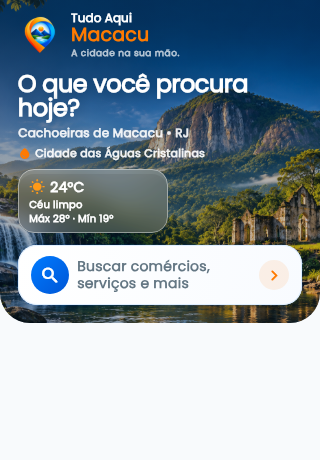 Tudo Aqui
Macacu
A cidade na sua mão.
O que você procura
hoje?
Cachoeiras de Macacu • RJ
Cidade das Águas Cristalinas
24°C
Céu limpo
Máx 28° · Mín 19°
Buscar comércios,
serviços e mais